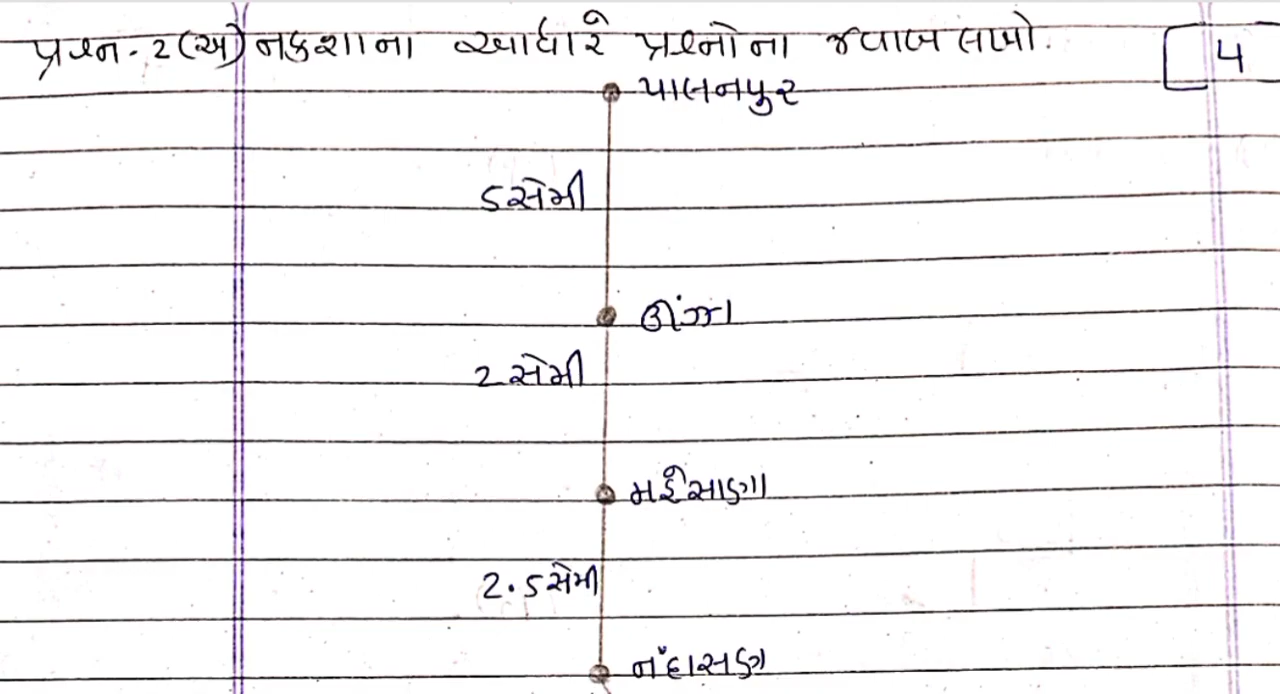 પ્રશ્ન-2 (અ) નકશાના આધારે પ્રશ્નોના જવાબ લખો. 4
પાલનપુર
5 સેમી
ઊંઝા
2 સેમી
મહેસાણા
2.5 સેમી
નંદાસણ